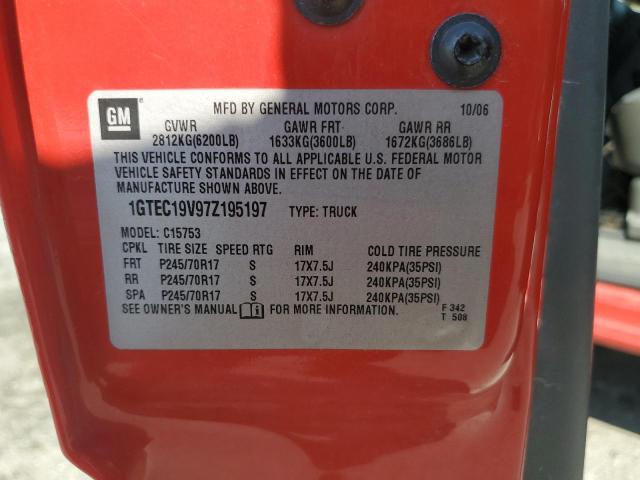 GM
MFD BY GENERAL MOTORS CORP. 10/06
GVWR GAWR FRT GAWR RR
2812KG(6200LB) 1633KG(3600LB) 1672KG(3686LB)
THIS VEHICLE CONFORMS TO ALL APPLICABLE U.S. FEDERAL MOTOR
VEHICLE SAFETY STANDARDS IN EFFECT ON THE DATE OF
MANUFACTURE SHOWN ABOVE.
1GTEC19V97Z195197 TYPE: TRUCK
MODEL: C15753
CPKL TIRE SIZE SPEED RTG RIM COLD TIRE PRESSURE
FRT P245/70R17 S 17X7.5J 240KPA(35PSI)
RR P245/70R17 S 17X7.5J 240KPA(35PSI)
SPA P245/70R17 S 17X7.5J 240KPA(35PSI)
SEE OWNER'S MANUAL FOR MORE INFORMATION. F 342
T 508